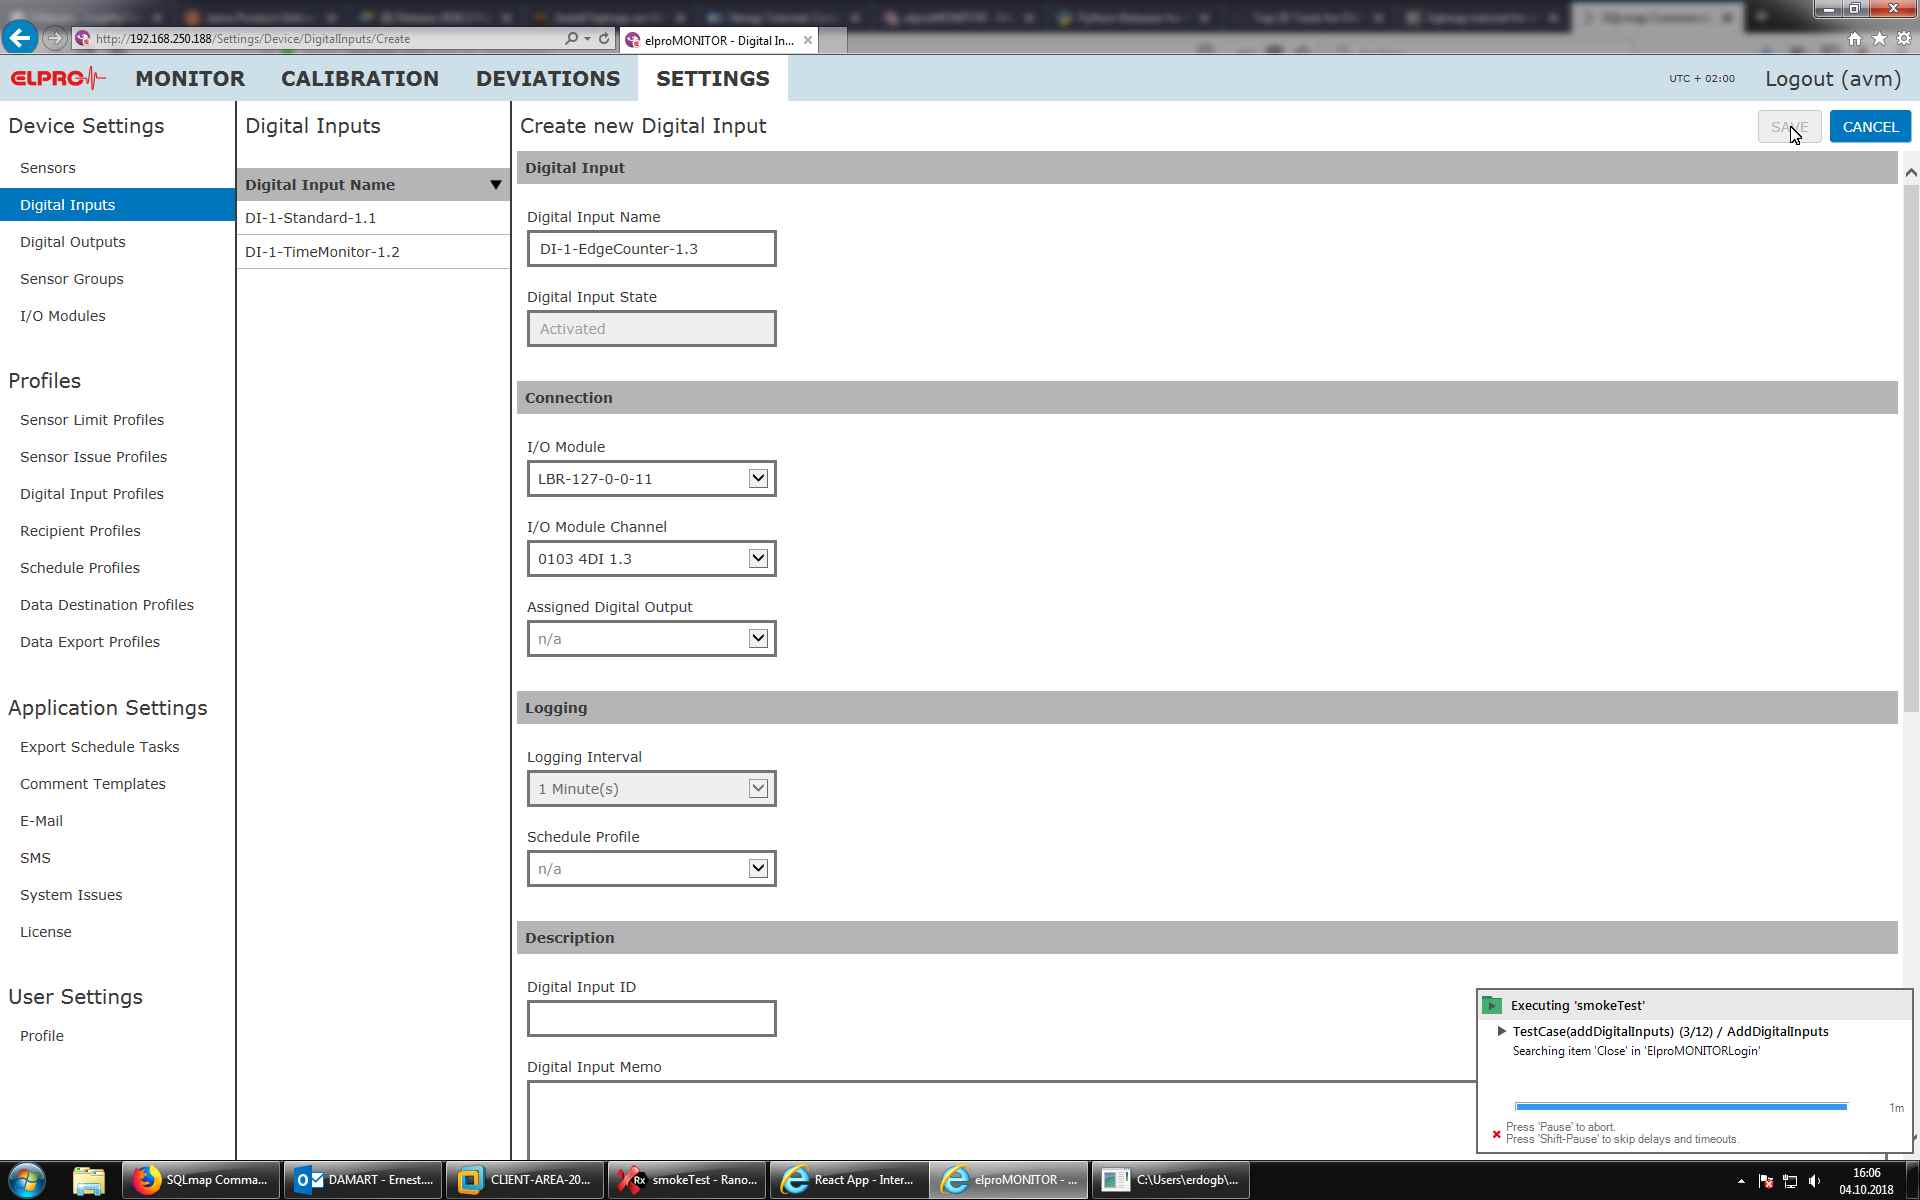 http://192.168.250.188/Settings/Device/DigitalInputs/Create
elproMONITOR - Digital In...
ELPRO
MONITOR
CALIBRATION
DEVIATIONS
SETTINGS
UTC + 02:00
Logout (avm)
Device Settings
Sensors
Digital Inputs
Digital Outputs
Sensor Groups
I/O Modules
Profiles
Sensor Limit Profiles
Sensor Issue Profiles
Digital Input Profiles
Recipient Profiles
Schedule Profiles
Data Destination Profiles
Data Export Profiles
Application Settings
Export Schedule Tasks
Comment Templates
E-Mail
SMS
System Issues
License
User Settings
Profile
Digital Inputs
Digital Input Name
DI-1-Standard-1.1
DI-1-TimeMonitor-1.2
Create new Digital Input
SAVE
CANCEL
Digital Input
Digital Input Name
DI-1-EdgeCounter-1.3
Digital Input State
Activated
Connection
I/O Module
LBR-127-0-0-11
I/O Module Channel
0103 4DI 1.3
Assigned Digital Output
n/a
Logging
Logging Interval
1 Minute(s)
Schedule Profile
n/a
Description
Digital Input ID
Digital Input Memo
Executing 'smokeTest'
TestCase(addDigitalInputs) (3/12) / AddDigitalInputs
Searching item 'Close' in 'ElproMONITORLogin'
1m
Press 'Pause' to abort.
Press 'Shift-Pause' to skip delays and timeouts.
SQLmap Comma...
DAMART - Ernest....
CLIENT-AREA-20...
Rx
smokeTest - Rano...
React App - Inter...
elproMONITOR - ...
C:\Users\erdogb\...
16:06
04.10.2018